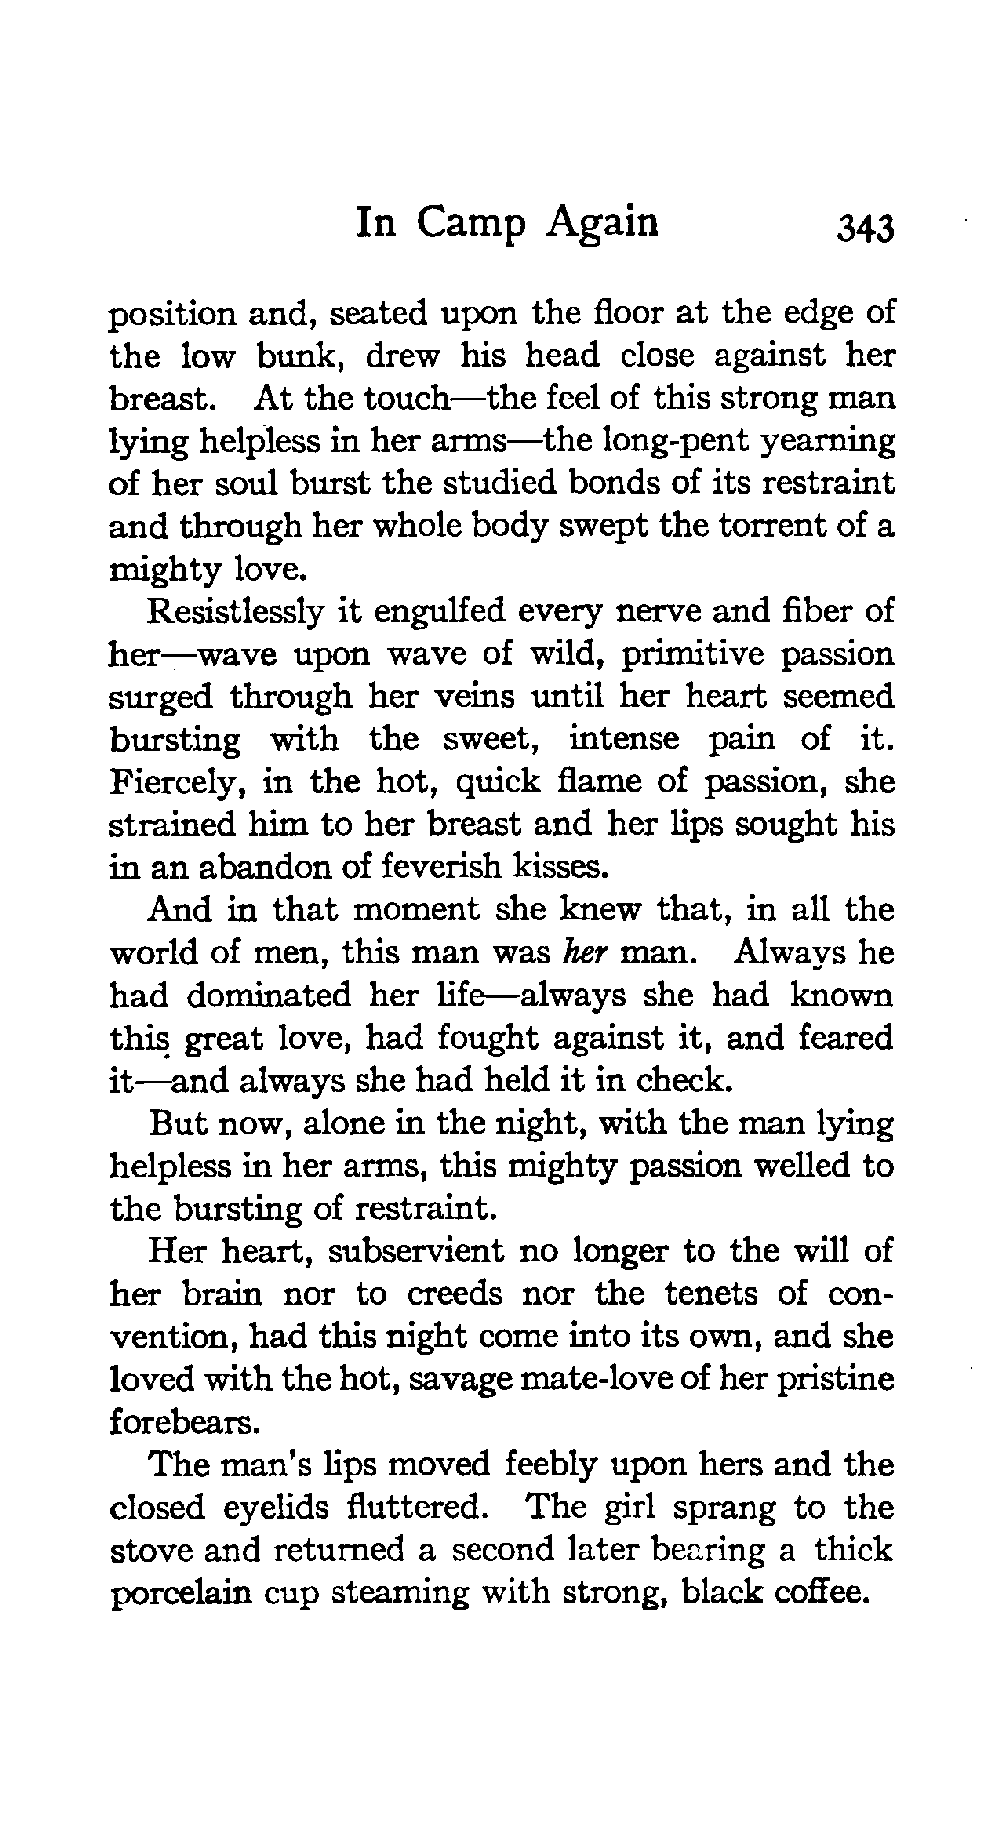 In Camp Again 343
position and, seated upon the floor at the edge of
the low bunk, drew his head close against her
breast. At the touch—the feel of this strong man
lying helpless in her arms—the long-pent yearning
of her soul burst the studied bonds of its restraint
and through her whole body swept the torrent of a
mighty love.
Resistlessly it engulfed every nerve and fiber of
her—wave upon wave of wild, primitive passion
surged through her veins until her heart seemed
bursting with the sweet, intense pain of it.
Fiercely, in the hot, quick flame of passion, she
strained him to her breast and her lips sought his
in an abandon of feverish kisses.
And in that moment she knew that, in all the
world of men, this man was her man. Always he
had dominated her life—always she had known
this great love, had fought against it, and feared
it—and always she had held it in check.
But now, alone in the night, with the man lying
helpless in her arms, this mighty passion welled to
the bursting of restraint.
Her heart, subservient no longer to the will of
her brain nor to creeds nor the tenets of con-
vention, had this night come into its own, and she
loved with the hot, savage mate-love of her pristine
forebears.
The man's lips moved feebly upon hers and the
closed eyelids fluttered. The girl sprang to the
stove and returned a second later bearing a thick
porcelain cup steaming with strong, black coffee.